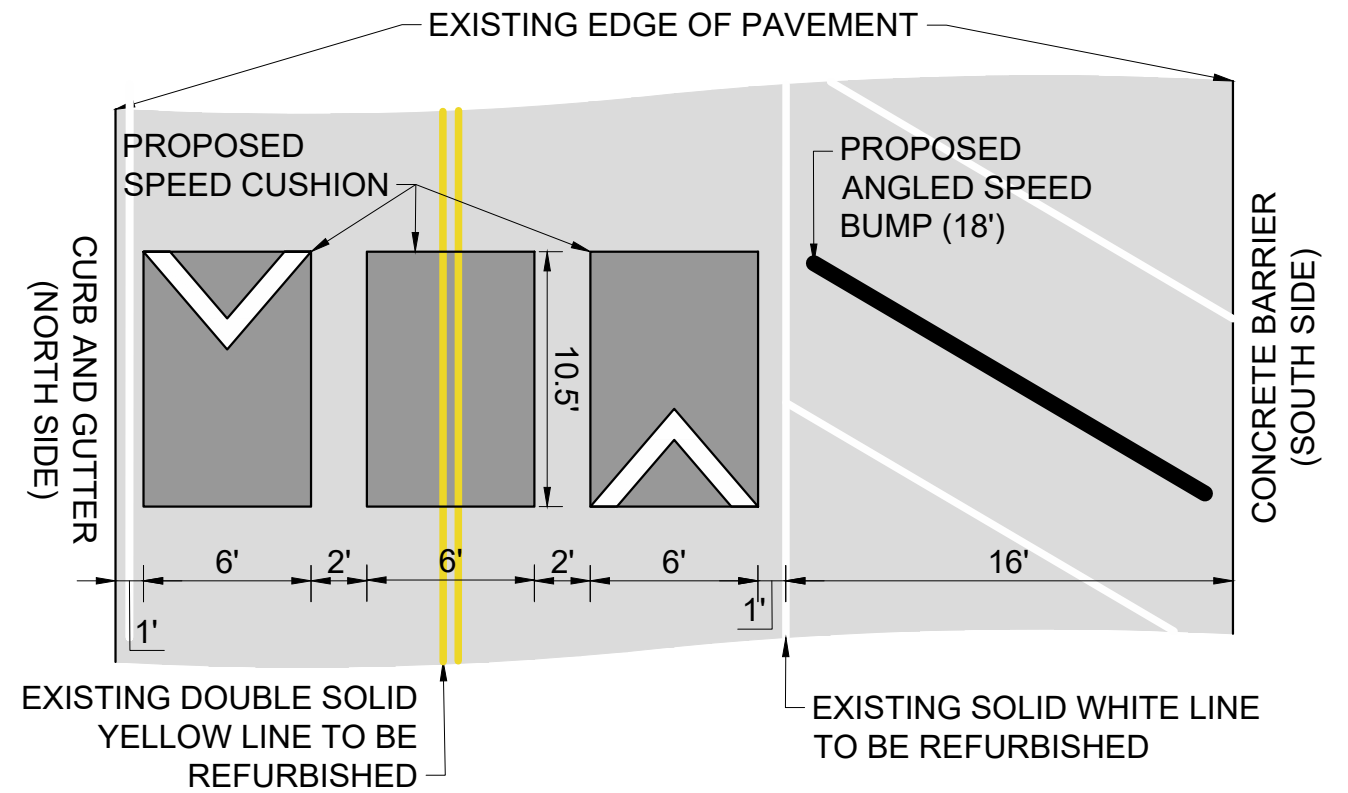 EXISTING EDGE OF PAVEMENT
PROPOSED
SPEED CUSHION
PROPOSED
ANGLED SPEED
BUMP (18')
CURB AND GUTTER
(NORTH SIDE)
10.5'
CONCRETE BARRIER
(SOUTH SIDE)
6'
2'
6'
2'
6'
16'
1'
1'
EXISTING DOUBLE SOLID
YELLOW LINE TO BE
REFURBISHED
EXISTING SOLID WHITE LINE
TO BE REFURBISHED